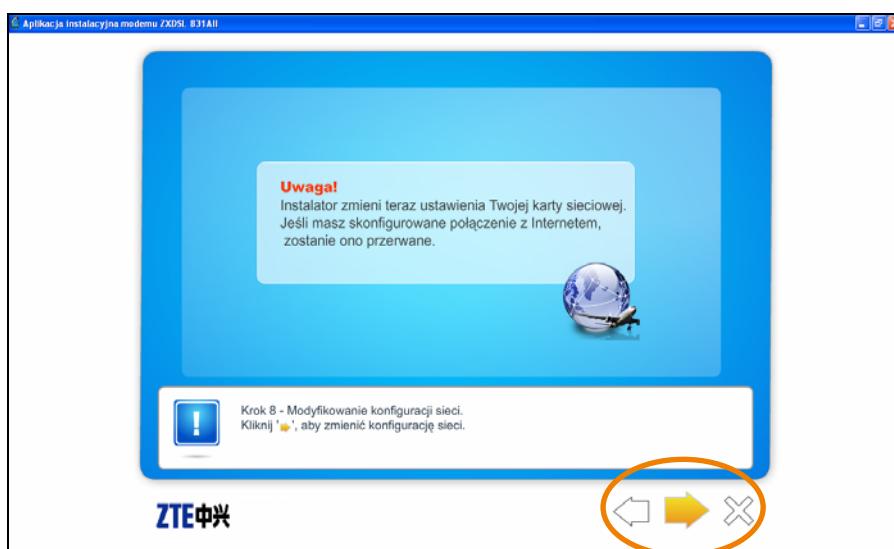 Aplikacja instalacyjna modemu ZXDSL 831AII
Uwaga!
Instalator zmieni teraz ustawienia Twojej karty sieciowej.
Jeśli masz skonfigurowane połączenie z Internetem,
zostanie ono przerwane.
Krok 8 - Modyfikowanie konfiguracji sieci.
Kliknij ' ', aby zmienić konfigurację sieci.
ZTE中兴